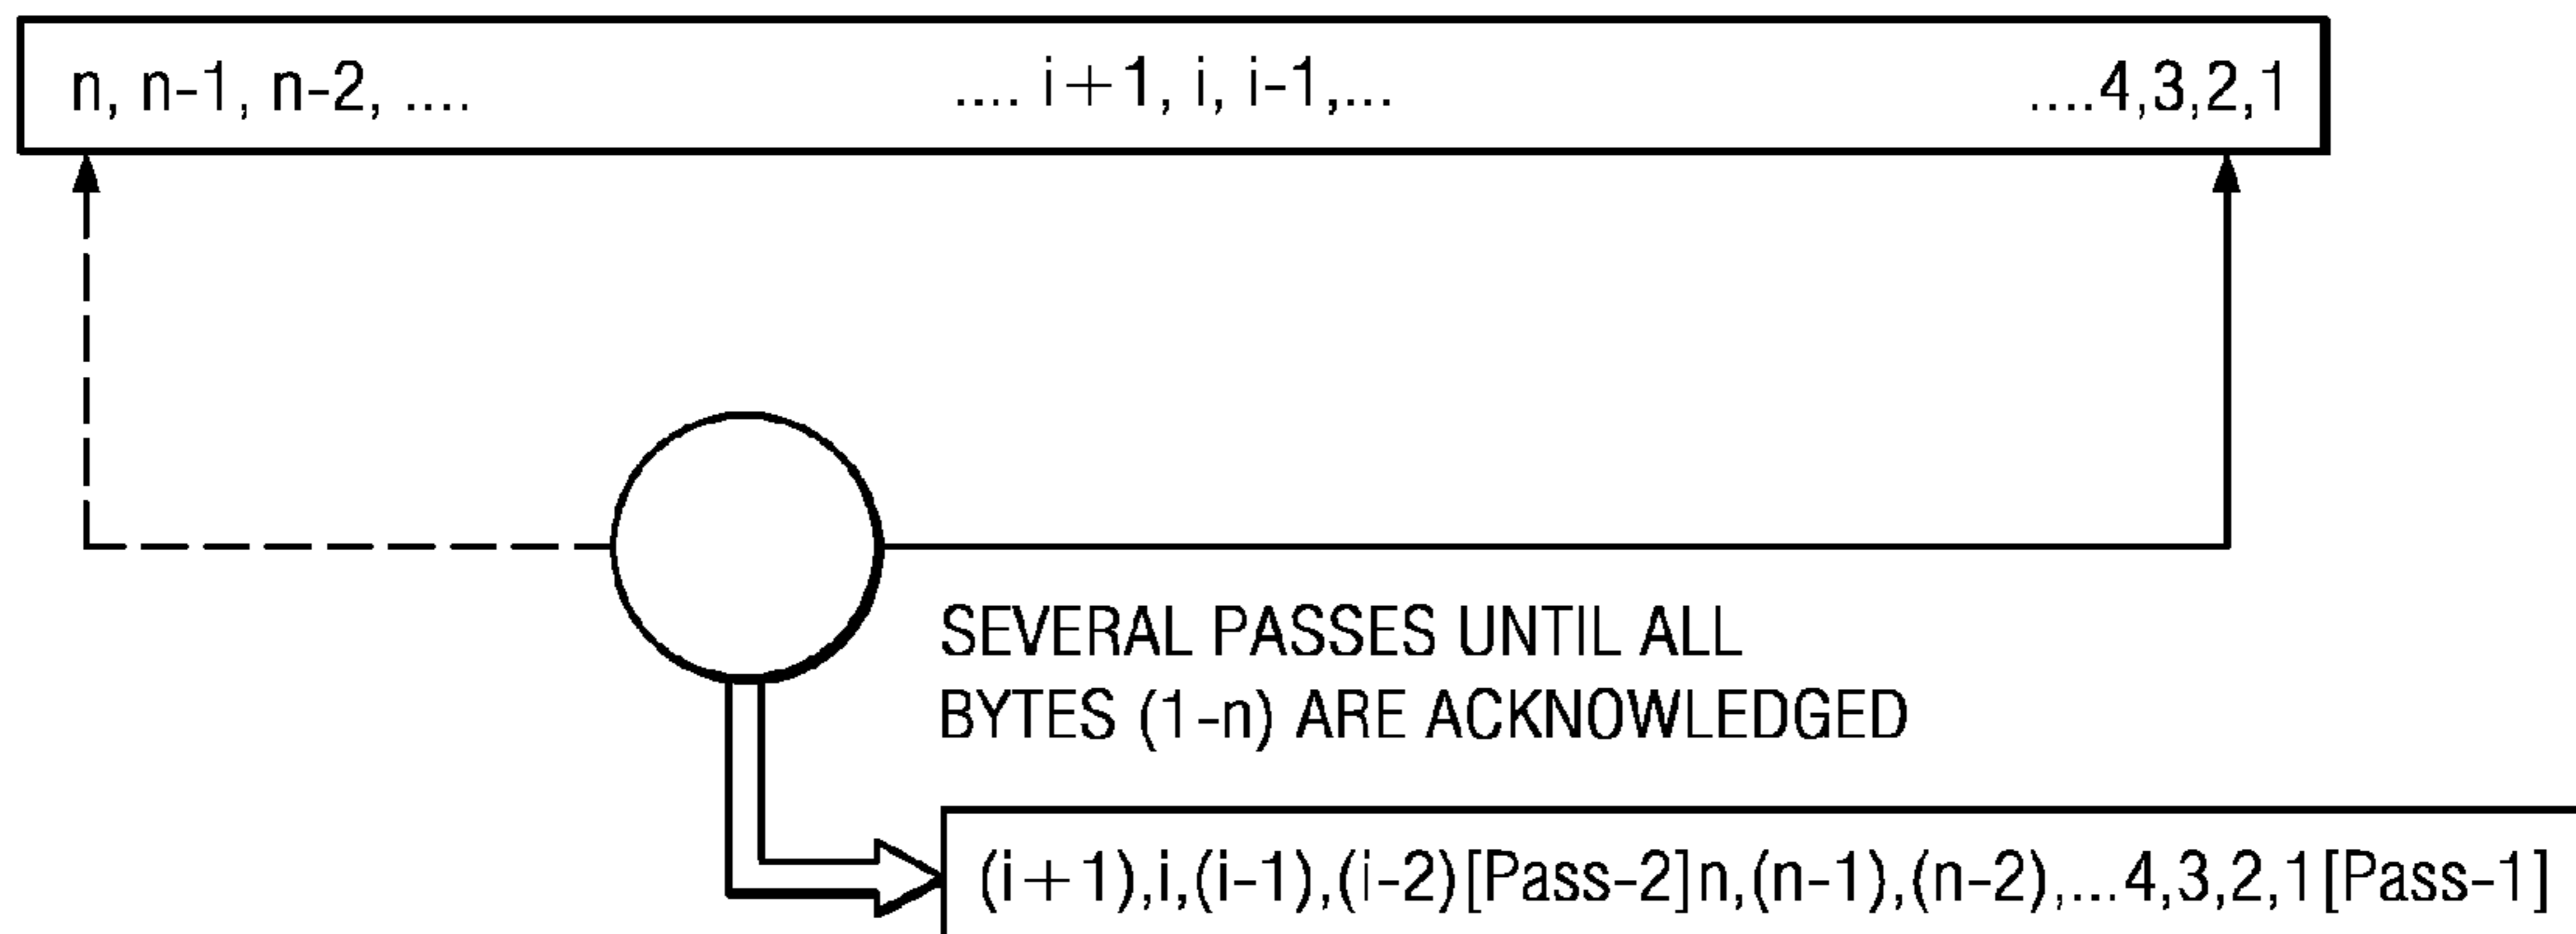 n, n-1, n-2, .... .... i+1, i, i-1,... ....4,3,2,1
SEVERAL PASSES UNTIL ALL
BYTES (1-n) ARE ACKNOWLEDGED
(i+1),i,(i-1),(i-2)[Pass-2]n,(n-1),(n-2),...4,3,2,1[Pass-1]